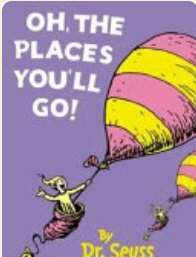 OH, THE
PLACES
YOU'LL
GO!
By
Dr. Seuss